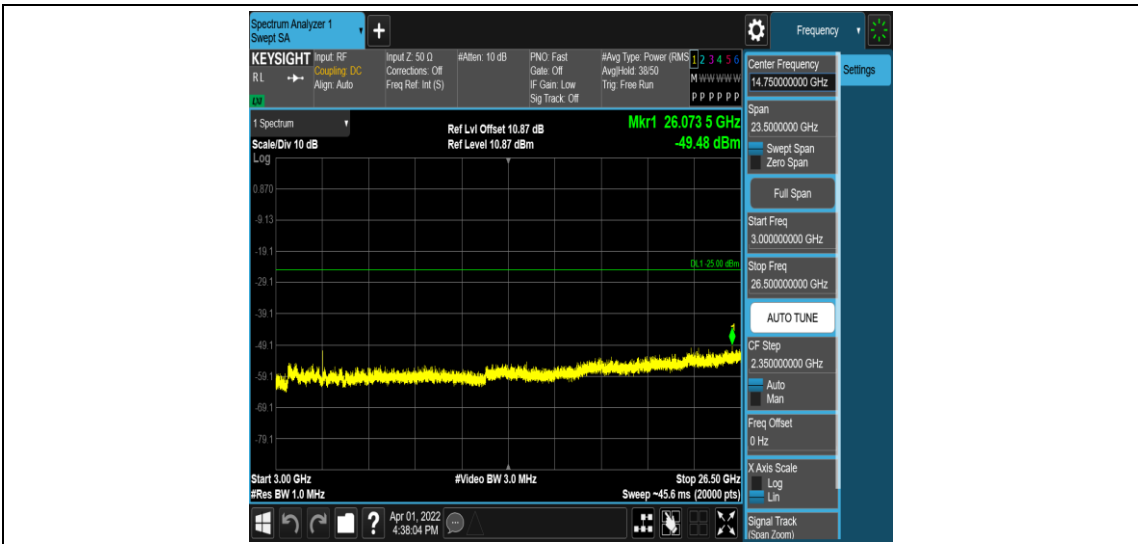 Spectrum Analyzer 1
Swept SA
+
Frequency
KEYSIGHT
RL
LXI
Input: RF
Coupling: DC
Align: Auto
Input Z: 50 Ω
Corrections: Off
Freq Ref: Int (S)
#Atten: 10 dB
PNO: Fast
Gate: Off
IF Gain: Low
Sig Track: Off
#Avg Type: Power (RMS
Avg|Hold: 38/50
Trig: Free Run
1 2 3 4 5 6
M W W W W W
P P P P P P
Center Frequency
14.750000000 GHz
Settings
Span
23.5000000 GHz
Swept Span
Zero Span
Full Span
Start Freq
3.000000000 GHz
Stop Freq
26.500000000 GHz
AUTO TUNE
CF Step
2.350000000 GHz
Auto
Man
Freq Offset
0 Hz
X Axis Scale
Log
Lin
Signal Track
(Span Zoom)
1 Spectrum
Scale/Div 10 dB
Ref Lvl Offset 10.87 dB
Ref Level 10.87 dBm
Mkr1 26.073 5 GHz
-49.48 dBm
Log
0.870
-9.13
-19.1
DL1 -25.00 dBm
-29.1
-39.1
1
-49.1
-59.1
-69.1
-79.1
Start 3.00 GHz
#Video BW 3.0 MHz
Stop 26.50 GHz
#Res BW 1.0 MHz
Sweep ~45.6 ms (20000 pts)
?
Apr 01, 2022
4:38:04 PM